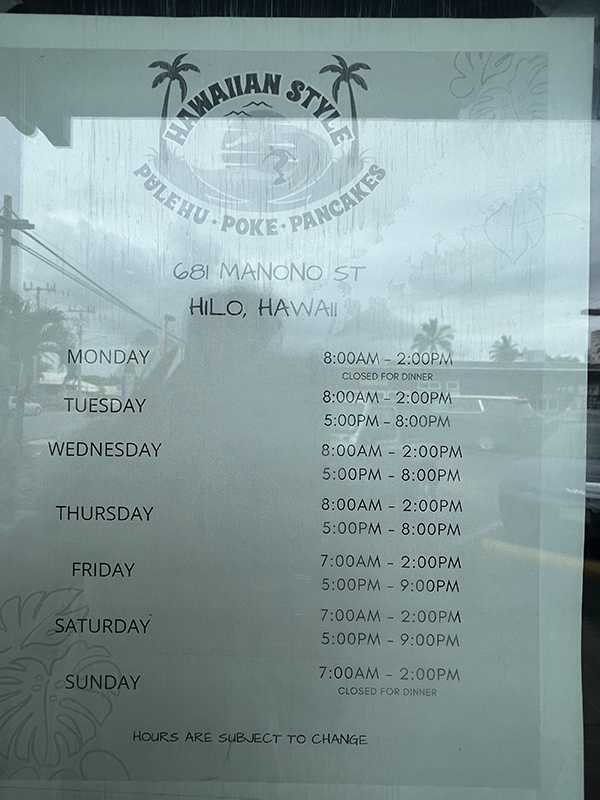 HAWAIIAN STYLE
PULEHU · POKE · PANCAKES
681 MANONO ST
HILO, HAWAII
MONDAY 8:00AM - 2:00PM
CLOSED FOR DINNER
TUESDAY 8:00AM - 2:00PM
5:00PM - 8:00PM
WEDNESDAY 8:00AM - 2:00PM
5:00PM - 8:00PM
THURSDAY 8:00AM - 2:00PM
5:00PM - 8:00PM
FRIDAY 7:00AM - 2:00PM
5:00PM - 9:00PM
SATURDAY 7:00AM - 2:00PM
5:00PM - 9:00PM
SUNDAY 7:00AM - 2:00PM
CLOSED FOR DINNER
HOURS ARE SUBJECT TO CHANGE